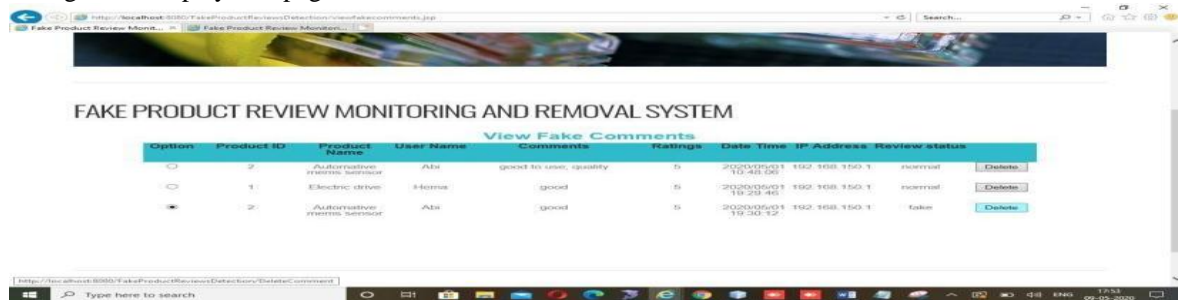 http://localhost:8080/FakeProductReviewsDetection/viewfakecomments.jsp
Search...
Fake Product Review Monit...
Fake Product Review Monitori...
FAKE PRODUCT REVIEW MONITORING AND REMOVAL SYSTEM
View Fake Comments
Option Product ID Product Name User Name Comments Ratings Date Time IP Address Review status
2 Automative mems sensor Abi good to use, quality 5 2020/05/01 10:48:06 192.168.150.1 normal Delete
1 Electric drive Hema good 5 2020/05/01 19:29:46 192.168.150.1 normal Delete
2 Automative mems sensor Abi good 5 2020/05/01 19:30:12 192.168.150.1 fake Delete
http://localhost:8080/FakeProductReviewsDetection/DeleteComment
Type here to search
ENG
17:53
09-05-2020